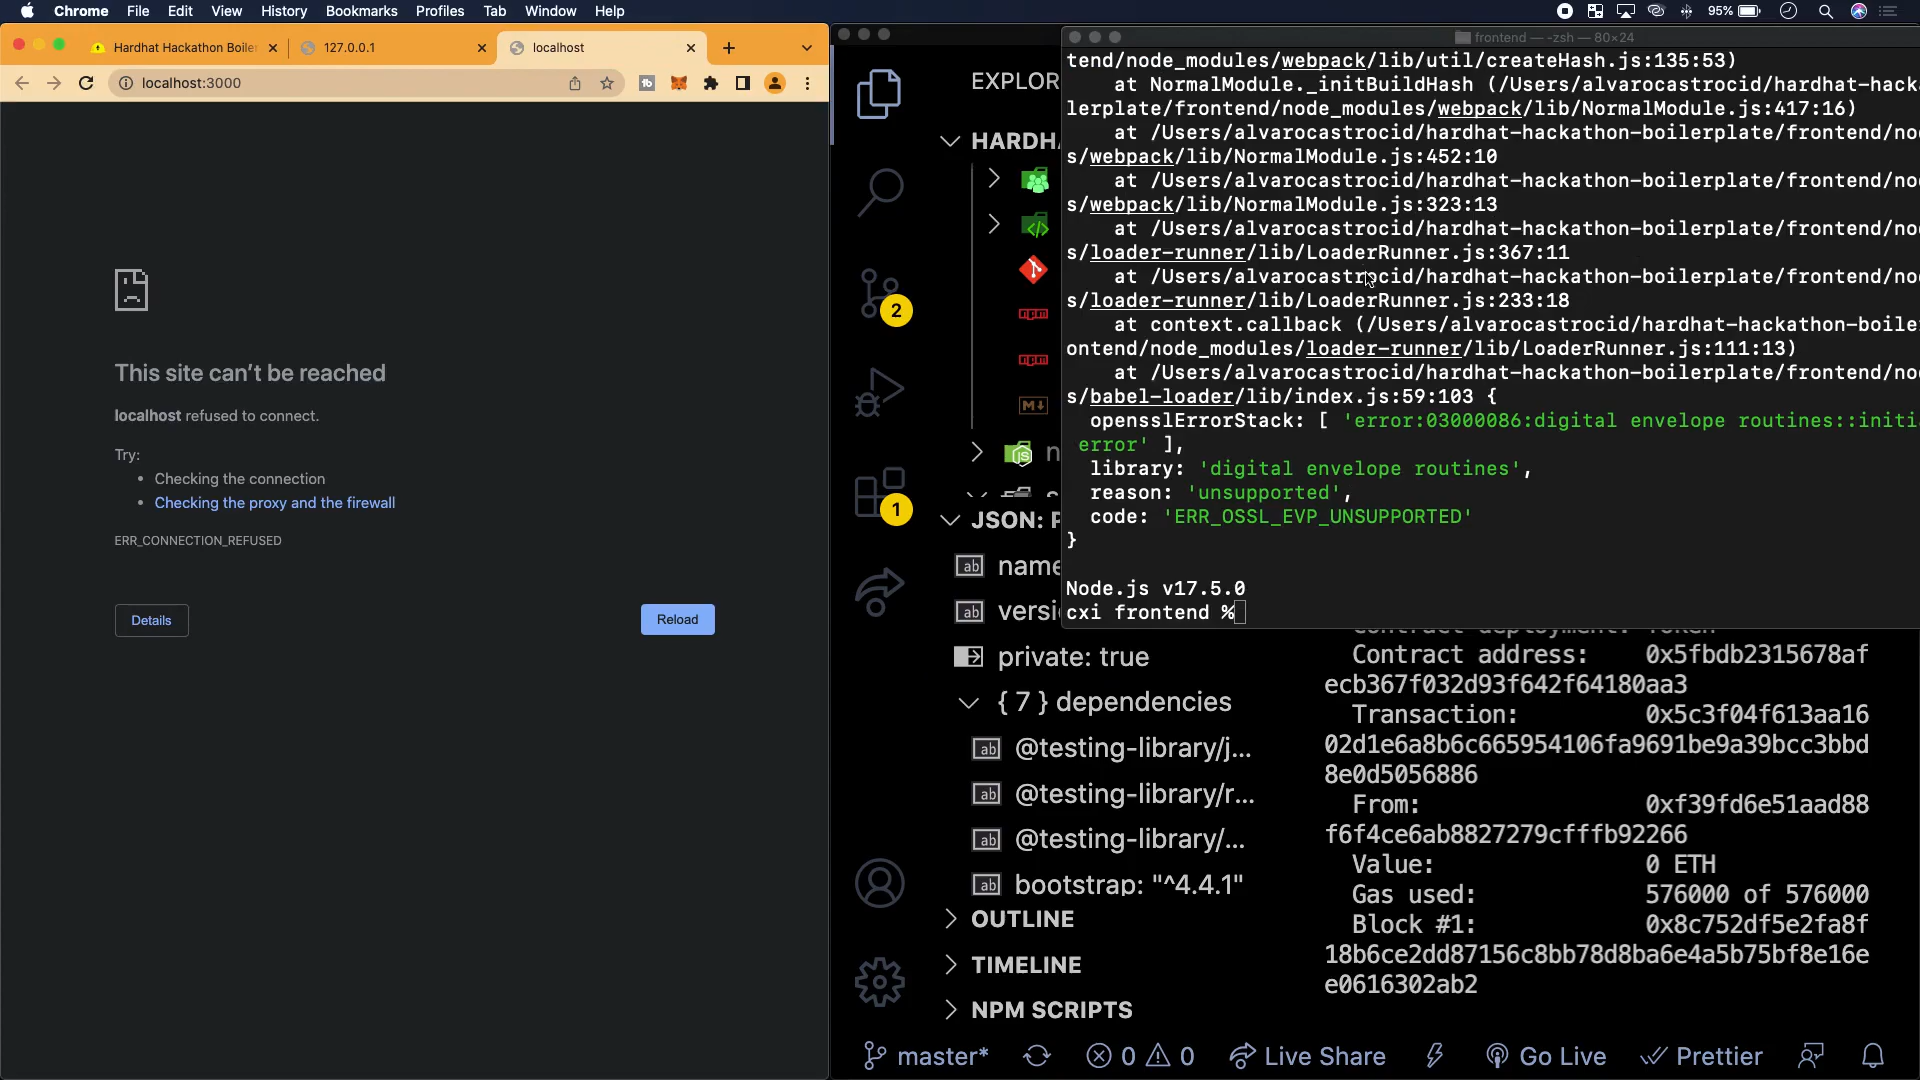 Chrome File Edit View History Bookmarks Profiles Tab Window Help
95%
Hardhat Hackathon Boiler
127.0.0.1
localhost
localhost:3000
This site can’t be reached
localhost refused to connect.
Try:
• Checking the connection
• Checking the proxy and the firewall
ERR_CONNECTION_REFUSED
Details
Reload
EXPLOR
HARDHA
2
1
JSON: P
name
versi
private: true
{ 7 } dependencies
@testing-library/j...
@testing-library/r...
@testing-library/...
bootstrap: "^4.4.1"
OUTLINE
TIMELINE
NPM SCRIPTS
frontend — -zsh — 80×24
tend/node_modules/webpack/lib/util/createHash.js:135:53)
at NormalModule._initBuildHash (/Users/alvarocastrocid/hardhat-hack
lerplate/frontend/node_modules/webpack/lib/NormalModule.js:417:16)
at /Users/alvarocastrocid/hardhat-hackathon-boilerplate/frontend/no
s/webpack/lib/NormalModule.js:452:10
at /Users/alvarocastrocid/hardhat-hackathon-boilerplate/frontend/no
s/webpack/lib/NormalModule.js:323:13
at /Users/alvarocastrocid/hardhat-hackathon-boilerplate/frontend/no
s/loader-runner/lib/LoaderRunner.js:367:11
at /Users/alvarocastrocid/hardhat-hackathon-boilerplate/frontend/no
s/loader-runner/lib/LoaderRunner.js:233:18
at context.callback (/Users/alvarocastrocid/hardhat-hackathon-boile
ontend/node_modules/loader-runner/lib/LoaderRunner.js:111:13)
at /Users/alvarocastrocid/hardhat-hackathon-boilerplate/frontend/no
s/babel-loader/lib/index.js:59:103 {
opensslErrorStack: [ 'error:03000086:digital envelope routines::initi
error' ],
library: 'digital envelope routines',
reason: 'unsupported',
code: 'ERR_OSSL_EVP_UNSUPPORTED'
}
Node.js v17.5.0
cxi frontend %
Contract deployment: Token
Contract address: 0x5fbdb2315678af
ecb367f032d93f642f64180aa3
Transaction: 0x5c3f04f613aa16
02d1e6a8b6c665954106fa9691be9a39bcc3bbd
8e0d5056886
From: 0xf39fd6e51aad88
f6f4ce6ab8827279cfffb92266
Value: 0 ETH
Gas used: 576000 of 576000
Block #1: 0x8c752df5e2fa8f
18b6ce2dd87156c8bb78d8ba6e4a5b75bf8e16e
e0616302ab2
master* 0 0 Live Share Go Live Prettier